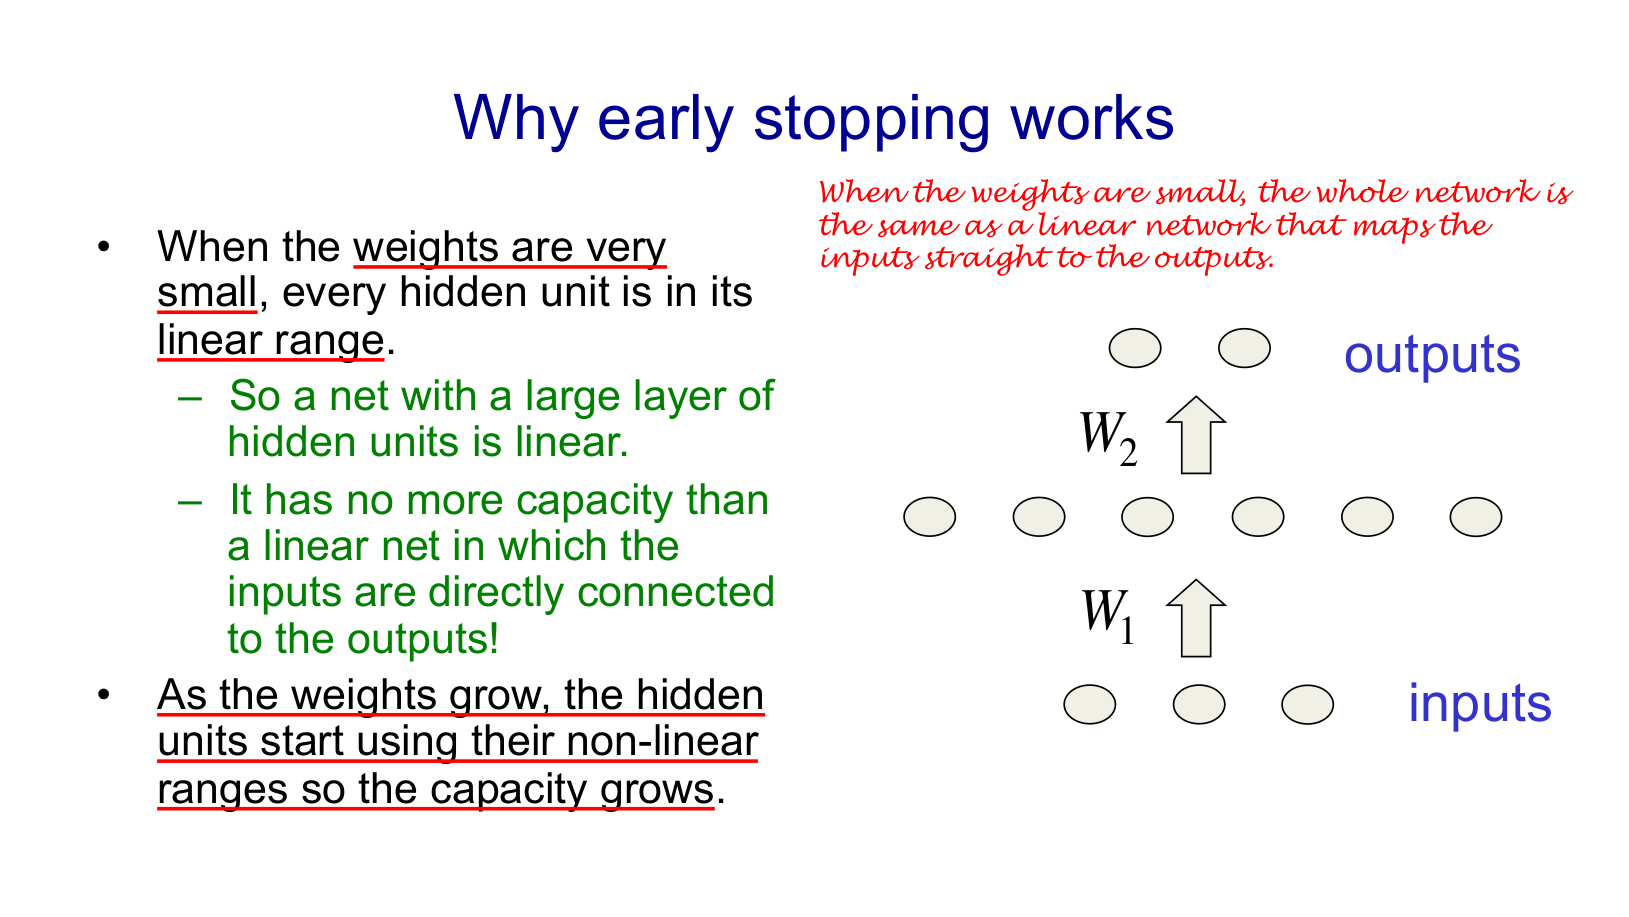 Why early stopping works
• When the weights are very
small, every hidden unit is in its
linear range.
– So a net with a large layer of
hidden units is linear.
– It has no more capacity than
a linear net in which the
inputs are directly connected
to the outputs!
• As the weights grow, the hidden
units start using their non-linear
ranges so the capacity grows.
When the weights are small, the whole network is
the same as a linear network that maps the
inputs straight to the outputs.
outputs
W₂
W₁
inputs